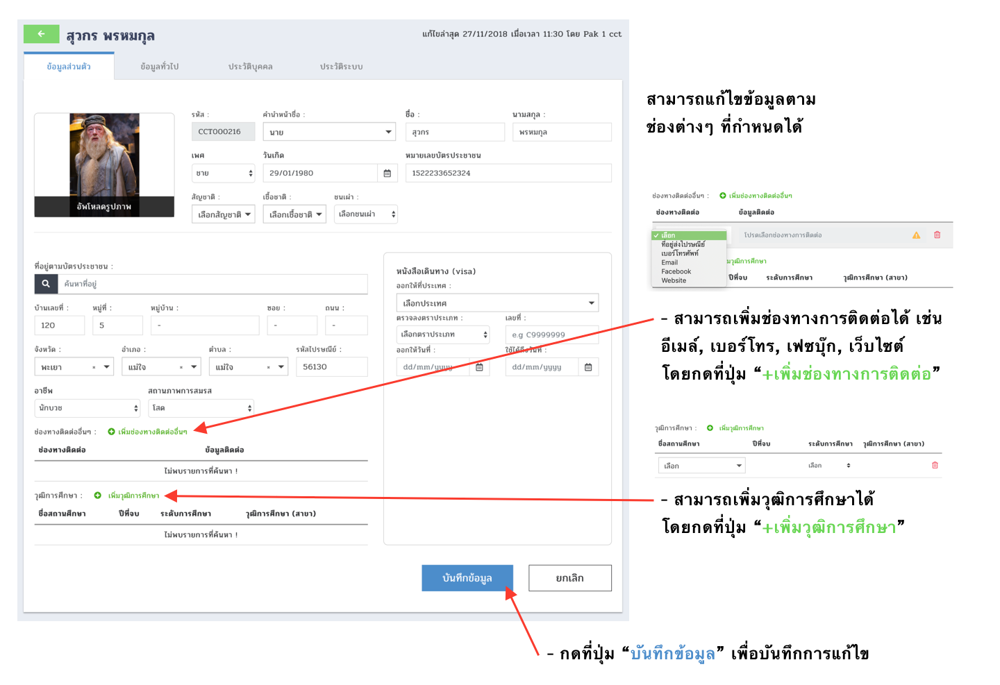 สุวกร พรหมกุล
แก้ไขล่าสุด 27/11/2018 เมื่อเวลา 11:30 โดย Pak 1 cct
ข้อมูลส่วนตัว ข้อมูลทั่วไป ประวัติบุคคล ประวัติระบบ
อัพโหลดรูปภาพ
รหัส : คำนำหน้าชื่อ : ชื่อ : นามสกุล :
CCT000216 นาย สุวกร พรหมกุล
เพศ วันเกิด หมายเลขบัตรประชาชน
ชาย 29/01/1980 1522233652324
สัญชาติ : เชื้อชาติ : ชนเผ่า :
เลือกสัญชาติ เลือกเชื้อชาติ เลือกชนเผ่า
ที่อยู่ตามบัตรประชาชน :
ค้นหาที่อยู่
บ้านเลขที่ : หมู่ที่ : หมู่บ้าน : ซอย : ถนน :
120 5 - - -
จังหวัด : อำเภอ : ตำบล : รหัสไปรษณีย์ :
พะเยา × แม่ใจ × แม่ใจ × 56130
อาชีพ สถานภาพการสมรส
นักบวช โสด
ช่องทางติดต่ออื่นๆ : เพิ่มช่องทางติดต่ออื่นๆ
ช่องทางติดต่อ ข้อมูลติดต่อ
ไม่พบรายการที่ค้นหา !
วุฒิการศึกษา : เพิ่มวุฒิการศึกษา
ชื่อสถานศึกษา ปีที่จบ ระดับการศึกษา วุฒิการศึกษา (สาขา)
ไม่พบรายการที่ค้นหา !
หนังสือเดินทาง (visa)
ออกให้ที่ประเทศ :
เลือกประเทศ
ตรวจลงตราประเภท : เลขที่ :
เลือกตราประเภท e.g C9999999
ออกให้วันที่ : ใช้ได้ถึงวันที่ :
dd/mm/yyyy dd/mm/yyyy
บันทึกข้อมูล ยกเลิก
สามารถแก้ไขข้อมูลตาม
ช่องต่างๆ ที่กำหนดได้
ช่องทางติดต่ออื่นๆ : เพิ่มช่องทางติดต่ออื่นๆ
ช่องทางติดต่อ ข้อมูลติดต่อ
✓ เลือก โปรดเลือกช่องทางการติดต่อ
ที่อยู่ส่งไปรษณีย์
เบอร์โทรศัพท์
Email
Facebook
Website
มวุฒิการศึกษา
ปีที่จบ ระดับการศึกษา วุฒิการศึกษา (สาขา)
- สามารถเพิ่มช่องทางการติดต่อได้ เช่น
อีเมล์, เบอร์โทร, เฟซบุ๊ก, เว็บไซต์
โดยกดที่ปุ่ม “+เพิ่มช่องทางการติดต่อ”
วุฒิการศึกษา : เพิ่มวุฒิการศึกษา
ชื่อสถานศึกษา ปีที่จบ ระดับการศึกษา วุฒิการศึกษา (สาขา)
เลือก เลือก
- สามารถเพิ่มวุฒิการศึกษาได้
โดยกดที่ปุ่ม “+เพิ่มวุฒิการศึกษา”
- กดที่ปุ่ม “บันทึกข้อมูล” เพื่อบันทึกการแก้ไข